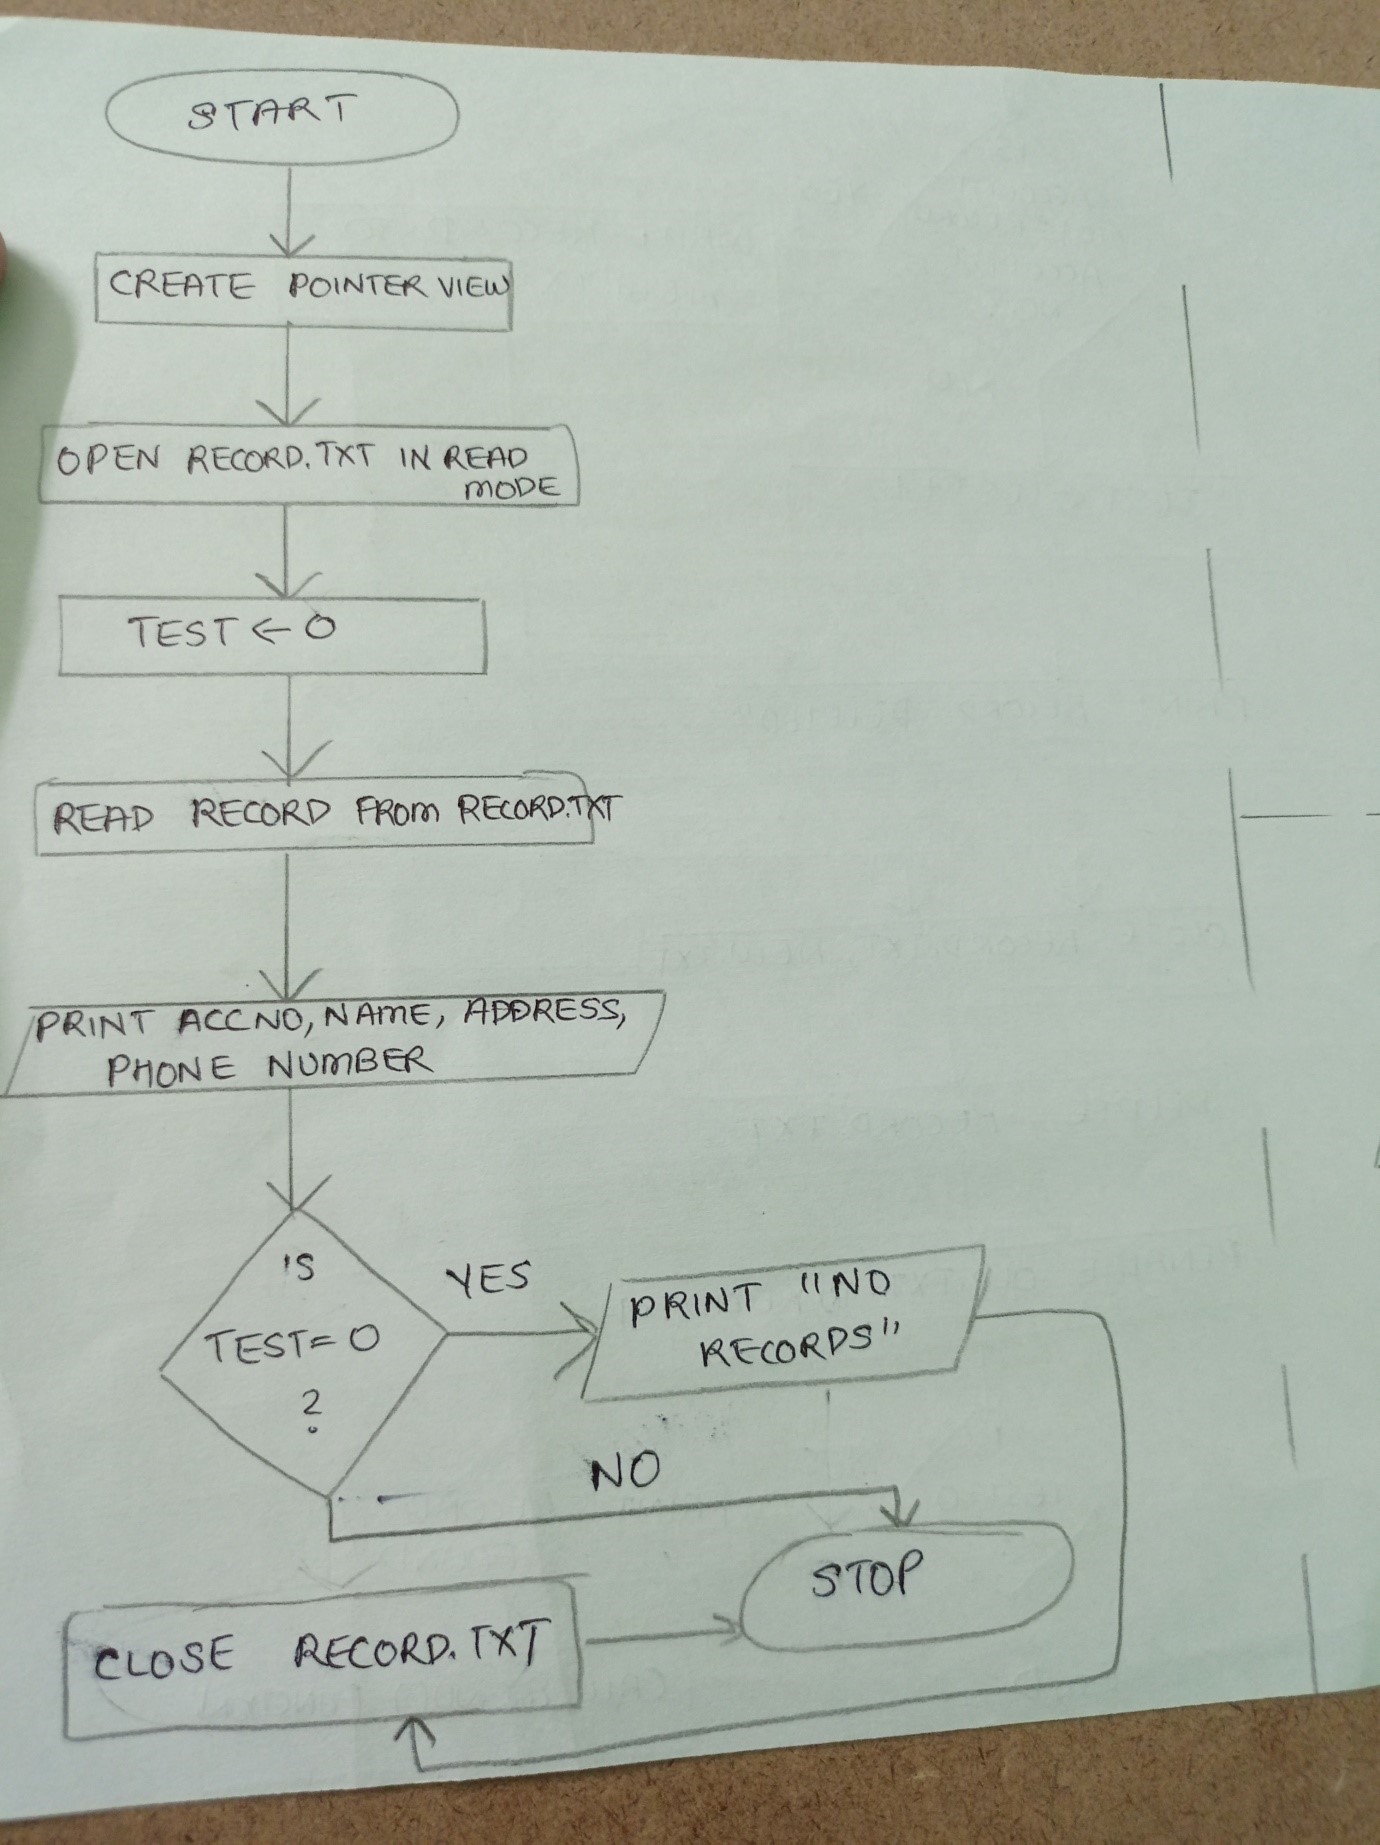 START
CREATE POINTER VIEW
OPEN RECORD.TXT IN READ
MODE
TEST ← 0
READ RECORD FROM RECORD.TXT
PRINT ACCNO, NAME, ADDRESS,
PHONE NUMBER
IS
TEST = 0
?
YES
PRINT "NO
RECORDS"
NO
STOP
CLOSE RECORD.TXT